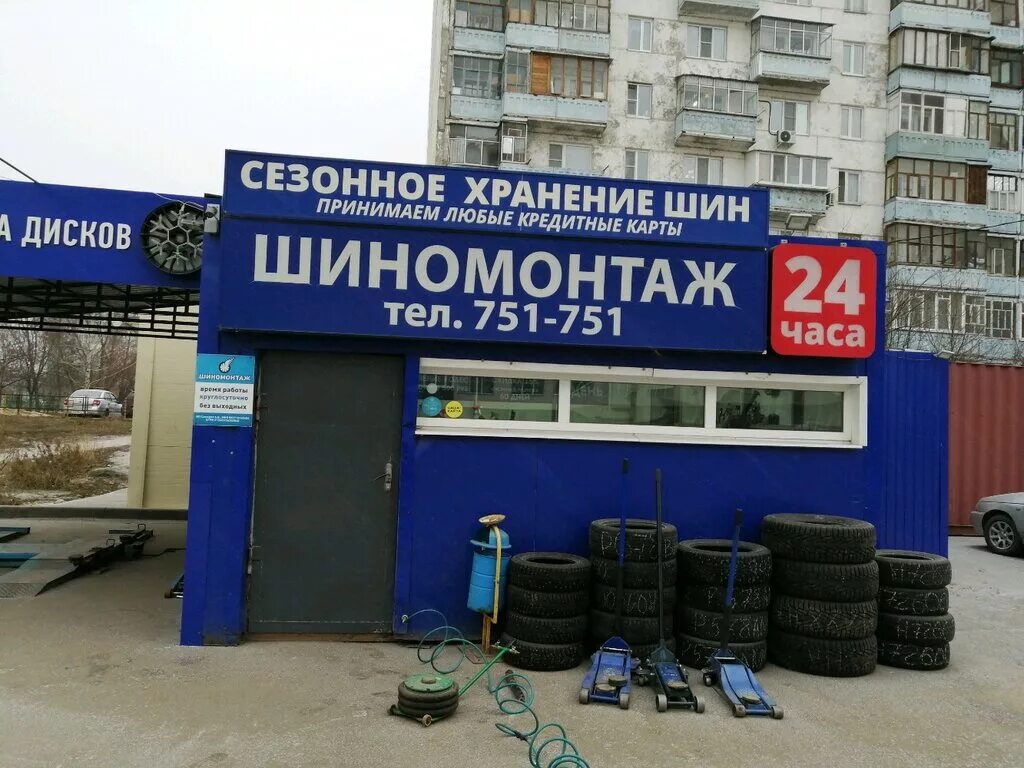 СЕЗОННОЕ ХРАНЕНИЕ ШИН
ПРИНИМАЕМ ЛЮБЫЕ КРЕДИТНЫЕ КАРТЫ
А ДИСКОВ
ШИНОМОНТАЖ
тел. 751-751
24
часа
ШИНОМОНТАЖ
время работы
круглосуточно
без выходных